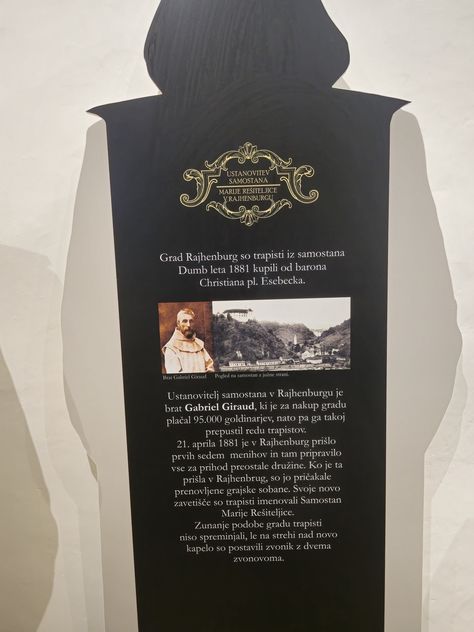 USTANOVITEV
SAMOSTANA
MARIJE REŠITELJICE
V RAJHENBURGU
Grad Rajhenburg so trapisti iz samostana
Dumb leta 1881 kupili od barona
Christiana pl. Esebecka.
Brat Gabriel Giraud
Pogled na samostan z južne strani.
Ustanovitelj samostana v Rajhenburgu je
brat Gabriel Giraud, ki je za nakup gradu
plačal 95.000 goldinarjev, nato pa ga takoj
prepustil redu trapistov.
21. aprila 1881 je v Rajhenburg prišlo
prvih sedem menihov in tam pripravilo
vse za prihod preostale družine. Ko je ta
prišla v Rajhenbrug, so jo pričakale
prenovljene grajske sobane. Svoje novo
zavetišče so trapisti imenovali Samostan
Marije Rešiteljice.
Zunanje podobe gradu trapisti
niso spreminjali, le na strehi nad novo
kapelo so postavili zvonik z dvema
zvonovoma.